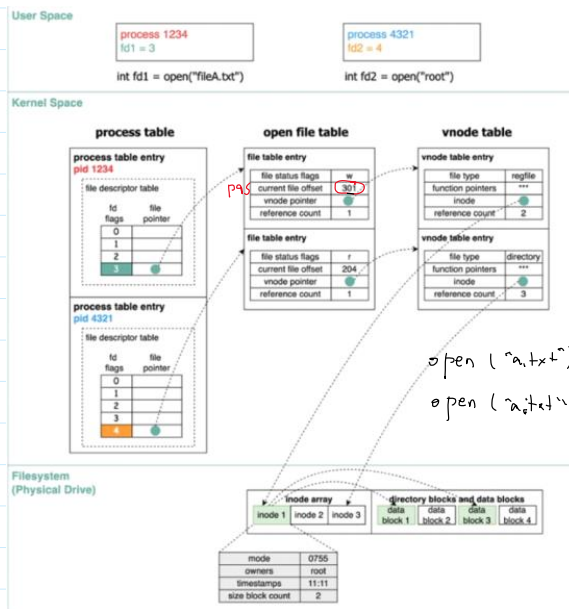 User Space
process 1234
fd1 = 3
process 4321
fd2 = 4
int fd1 = open("fileA.txt")
int fd2 = open("root")
Kernel Space
process table
open file table
vnode table
process table entry
pid 1234
file descriptor table
fd flags
file pointer
0
1
2
3
file table entry
file status flags w
pos current file offset 301
vnode pointer
reference count 1
vnode table entry
file type regfile
function pointers ***
inode
reference count 2
file table entry
file status flags r
current file offset 204
vnode pointer
reference count 1
vnode table entry
file type directory
function pointers ***
inode
reference count 3
process table entry
pid 4321
file descriptor table
fd flags
file pointer
0
1
2
3
4
open ("a.txt")
open ("a.txt"
Filesystem
(Physical Drive)
inode array
directory blocks and data blocks
inode 1 inode 2 inode 3
data block 1
data block 2
data block 3
data block 4
mode 0755
owners root
timestamps 11:11
size block count 2